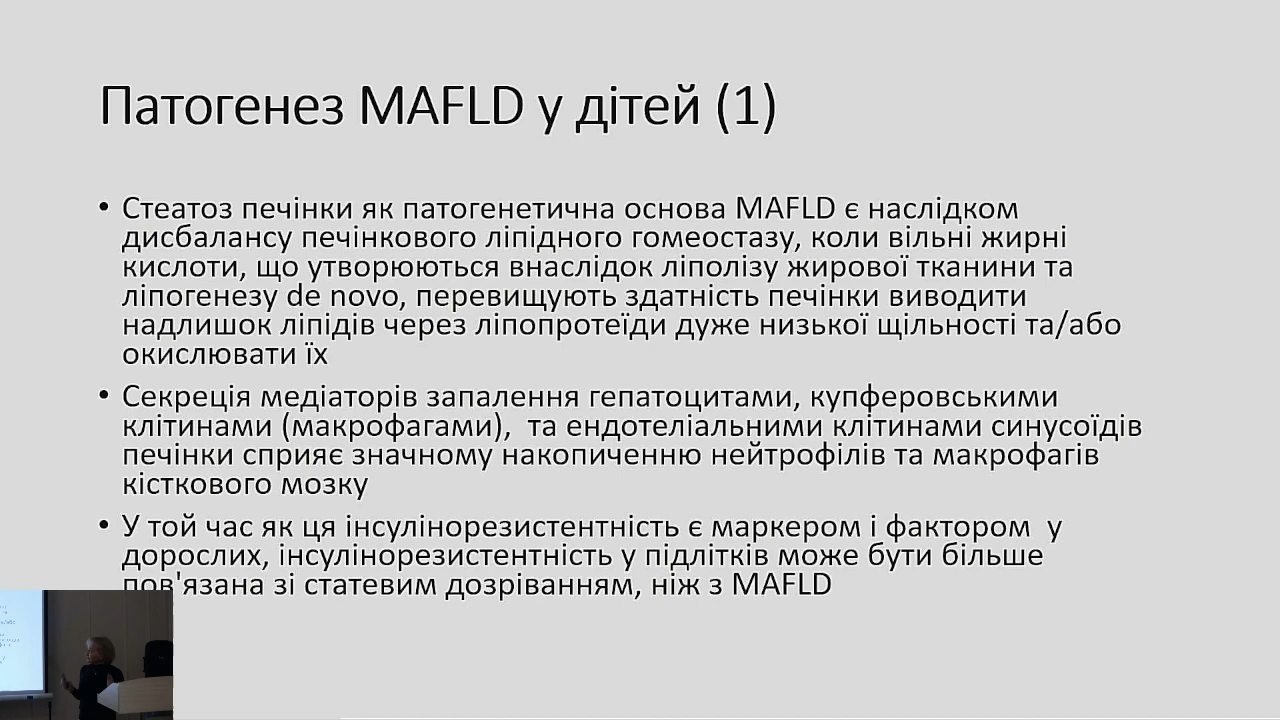 Патогенез MAFLD у дітей (1)
• Стеатоз печінки як патогенетична основа MAFLD є наслідком
дисбалансу печінкового ліпідного гомеостазу, коли вільні жирні
кислоти, що утворюються внаслідок ліполізу жирової тканини та
ліпогенезу de novo, перевищують здатність печінки виводити
надлишок ліпідів через ліпопротеїди дуже низької щільності та/або
окислювати їх
• Секреція медіаторів запалення гепатоцитами, купферовськими
клітинами (макрофагами),  та ендотеліальними клітинами синусоїдів
печінки сприяє значному накопиченню нейтрофілів та макрофагів
кісткового мозку
• У той час як ця інсулінорезистентність є маркером і фактором  у
дорослих, інсулінорезистентність у підлітків може бути більше
пов'язана зі статевим дозріванням, ніж з MAFLD